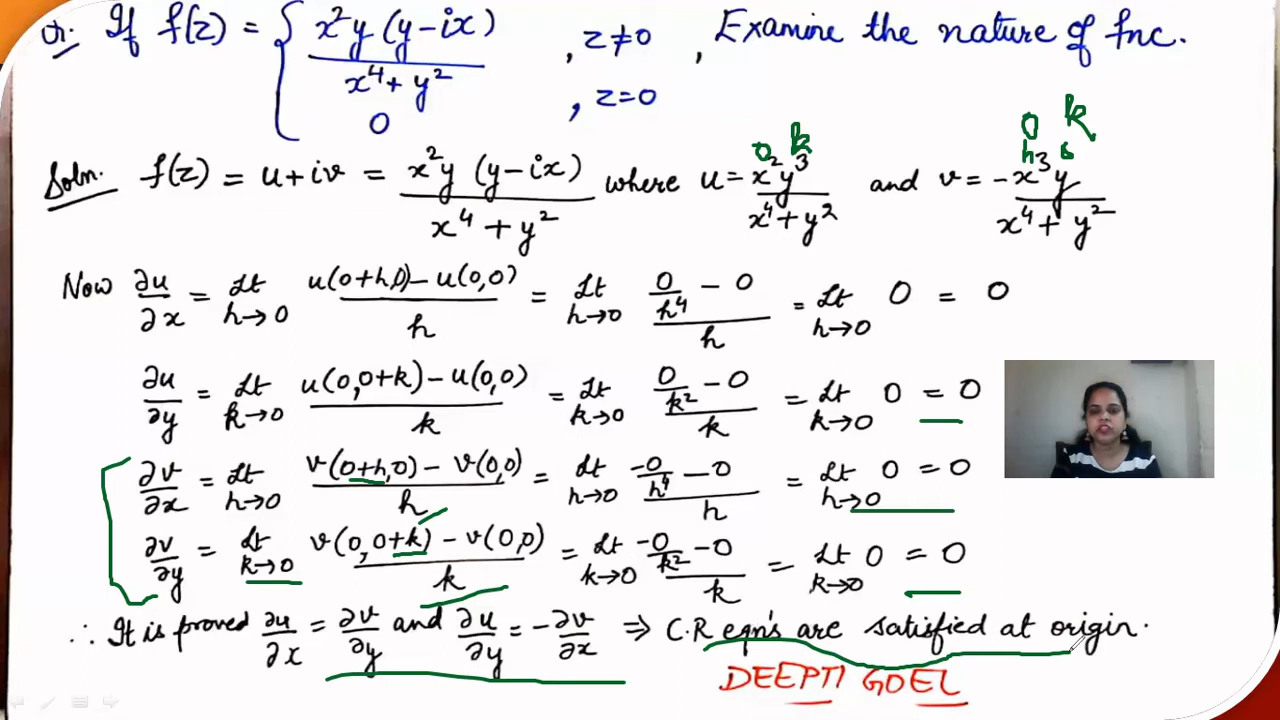 Qn. If f(z) = { x²y (y-ix) / x⁴+y² , z≠0 , Examine the nature of fnc.
0 , z=0
0 k 0 k
h 0
Soln. f(z) = u+iv = x²y (y-ix) / x⁴+y² where u = x²y³ / x⁴+y² and v = -x³y / x⁴+y²
Now ∂u/∂x = Lt h→0 u(0+h,0)-u(0,0) / h = Lt h→0 0/h⁴ - 0 / h = Lt h→0 0 = 0
∂u/∂y = Lt k→0 u(0,0+k)-u(0,0) / k = Lt k→0 0/k² - 0 / k = Lt k→0 0 = 0
∂v/∂x = Lt h→0 v(0+h,0) - v(0,0) / h = Lt h→0 -0/h⁴ - 0 / h = Lt h→0 0 = 0
∂v/∂y = Lt k→0 v(0,0+k) - v(0,0) / k = Lt k→0 -0/k² - 0 / k = Lt k→0 0 = 0
∴ It is proved ∂u/∂x = ∂v/∂y and ∂u/∂y = -∂v/∂x ⇒ C.R eqn's are satisfied at origin.
DEEPTI GOEL